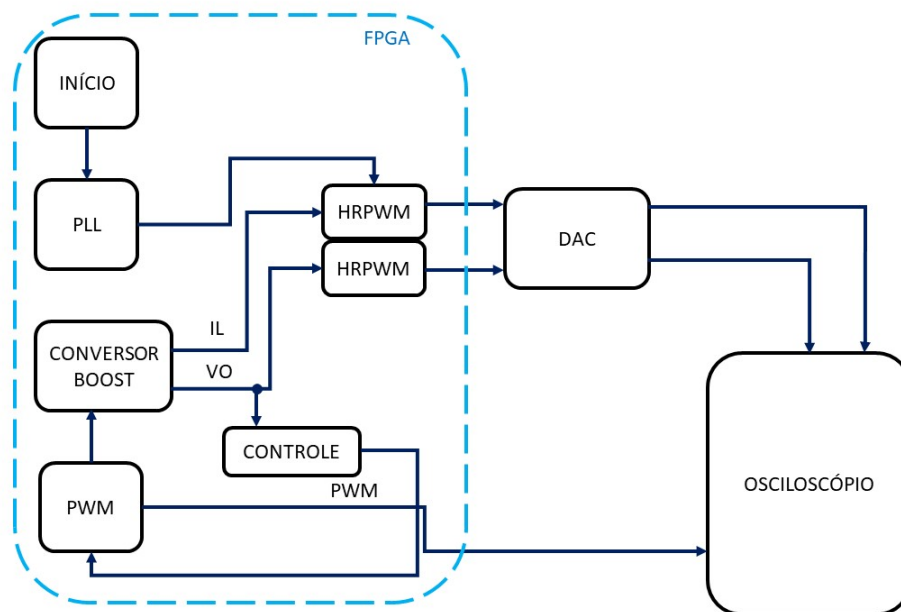 FPGA
INÍCIO
PLL
HRPWM
HRPWM
DAC
IL
CONVERSOR
BOOST
VO
CONTROLE
PWM
PWM
OSCILOSCÓPIO